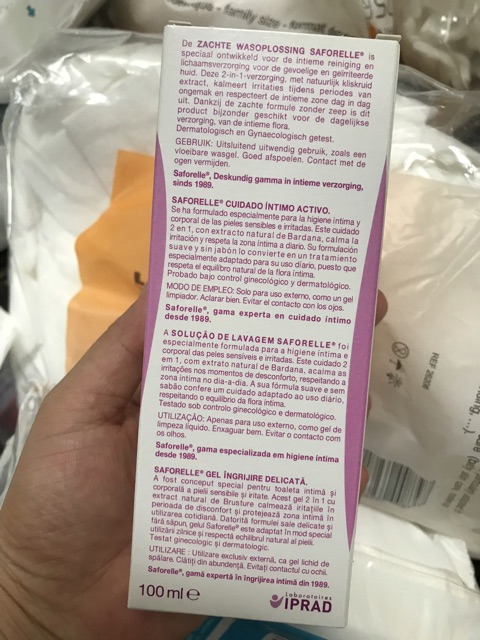 De ZACHTE WASOPLOSSING SAFORELLE® is
speciaal ontwikkeld voor de intieme reiniging en
lichaamsverzorging voor de gevoelige en geïrriteerde
huid. Deze 2-in-1-verzorging, met natuurlijk kliskruid
extract, kalmeert irritaties tijdens periodes van
ongemak en respecteert de intieme zone dag in dag
uit. Dankzij de zachte formule zonder zeep is dit
product bijzonder geschikt voor de dagelijkse
verzorging, van de intieme flora.
Dermatologisch en Gynaecologisch getest.
GEBRUIK: Uitsluitend uitwendig gebruik, zoals een
vloeibare wasgel. Goed afspoelen. Contact met de
ogen vermijden.
Saforelle®, Deskundig gamma in intieme verzorging,
sinds 1989.
SAFORELLE® CUIDADO ÍNTIMO ACTIVO.
Se ha formulado especialmente para la higiene íntima y
corporal de las pieles sensibles e irritadas. Este cuidado
2 en 1, con extracto natural de Bardana, calma la
irritación y respeta la zona íntima a diario. Su formulación
suave y sin jabón lo convierte en un tratamiento
especialmente adaptado para su uso diario, puesto que
respeta el equilibrio natural de la flora íntima.
Probado bajo control ginecológico y dermatológico.
MODO DE EMPLEO: Solo para uso externo, como un gel
limpiador. Aclarar bien. Evitar el contacto con los ojos.
Saforelle®, gama experta en cuidado íntimo
desde 1989.
A SOLUÇÃO DE LAVAGEM SAFORELLE® foi
especialmente formulada para a higiene íntima e
corporal das peles sensíveis e irritadas. Este cuidado 2
em 1, com extrato natural de Bardana, acalma as
irritações nos momentos de desconforto, respeitando a
zona íntima no dia-a-dia. A sua fórmula suave e sem
sabão confere um cuidado adaptado ao uso diário,
respeitando o equilíbrio da flora íntima.
Testado sob controlo ginecológico e dermatológico.
UTILIZAÇÃO: Apenas para uso externo, como gel de
limpeza líquido. Enxaguar bem. Evitar o contacto com
os olhos.
Saforelle®, gama especializada em higiene íntima
desde 1989.
SAFORELLE® GEL ÎNGRIJIRE DELICATĂ.
A fost conceput special pentru toaleta intimă și
corporală a pielii sensibile și iritate. Acest gel 2 în 1 cu
extract natural de Brusture calmează iritațiile în
perioada de disconfort și protejează zona intimă în
utilizarea cotidiană. Datorită formulei sale delicate și
fără săpun, gelul Saforelle® este adaptat în mod special
utilizării zilnice și respectă echilibrul natural al pielii.
Testat ginecologic și dermatologic.
UTILIZARE : Utilizare exclusiv externă, ca gel lichid de
spălare. Clătiți din abundență. Evitați contactul cu ochii.
Saforelle®, gamă expertă în îngrijirea intimă din 1989.
100 ml e
laboratoires
IPRAD
family size - format